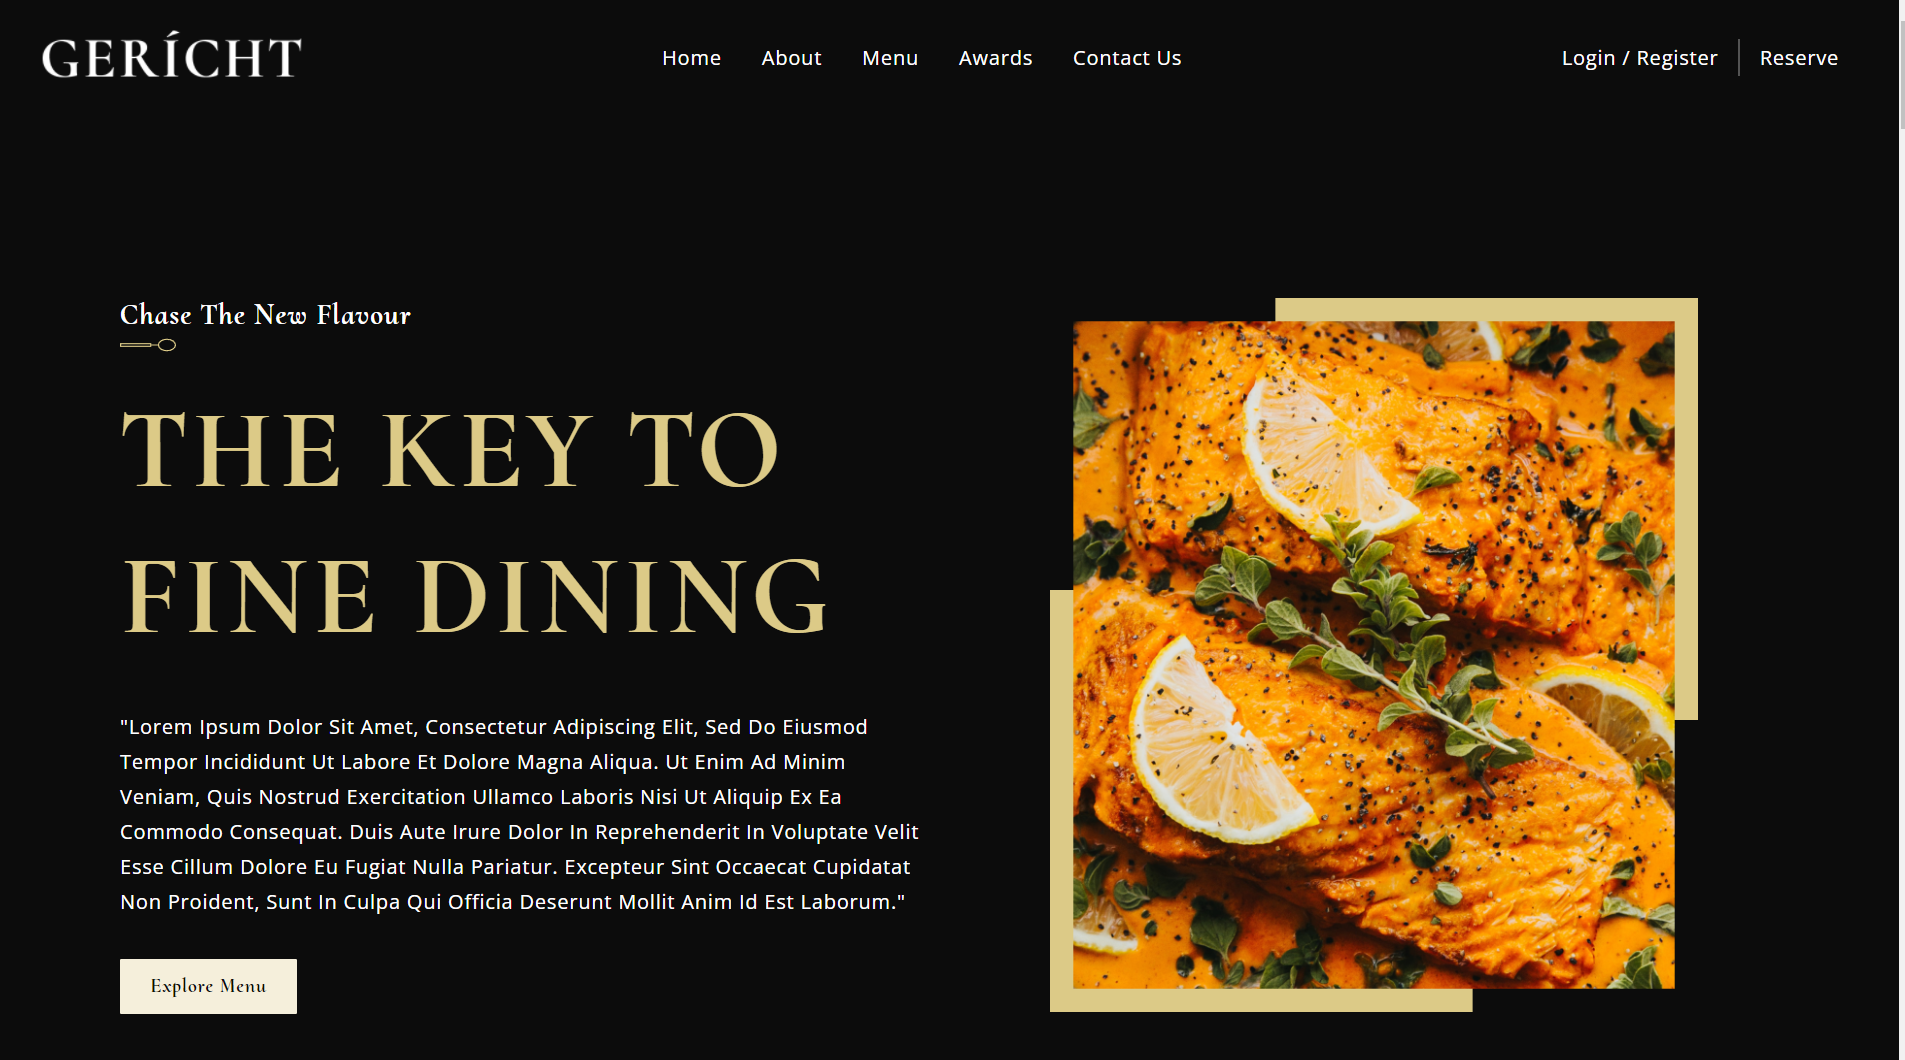 GERÍCHT
Home About Menu Awards Contact Us
Login / Register Reserve
Chase The New Flavour
THE KEY TO
FINE DINING
"Lorem Ipsum Dolor Sit Amet, Consectetur Adipiscing Elit, Sed Do Eiusmod
Tempor Incididunt Ut Labore Et Dolore Magna Aliqua. Ut Enim Ad Minim
Veniam, Quis Nostrud Exercitation Ullamco Laboris Nisi Ut Aliquip Ex Ea
Commodo Consequat. Duis Aute Irure Dolor In Reprehenderit In Voluptate Velit
Esse Cillum Dolore Eu Fugiat Nulla Pariatur. Excepteur Sint Occaecat Cupidatat
Non Proident, Sunt In Culpa Qui Officia Deserunt Mollit Anim Id Est Laborum."
Explore Menu